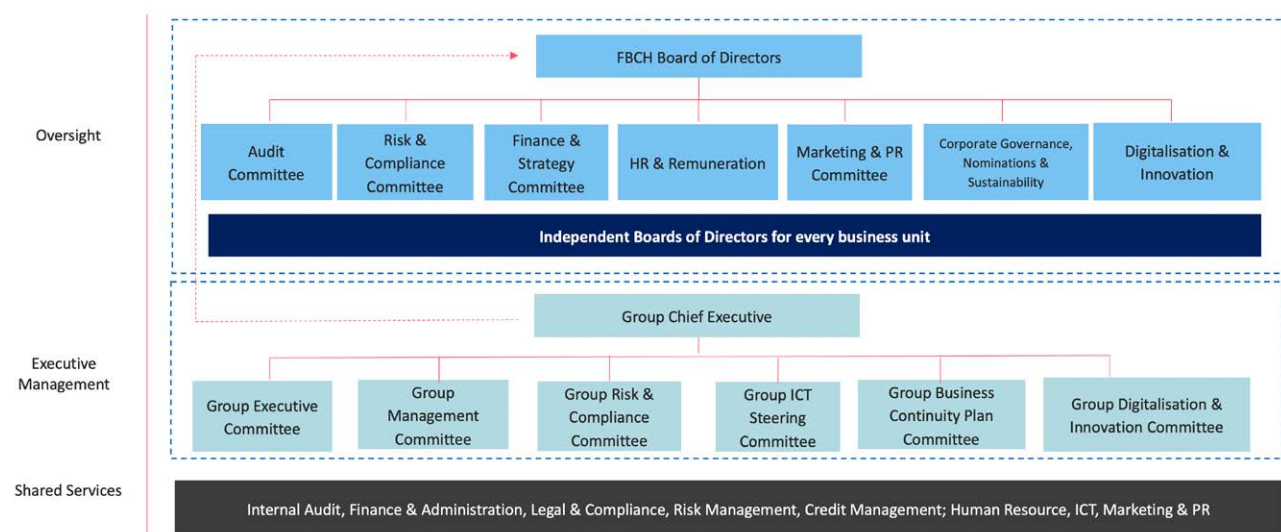 FBCH Board of Directors
Oversight
Audit
Committee
Risk &
Compliance
Committee
Finance &
Strategy
Committee
HR & Remuneration
Marketing & PR
Committee
Corporate Governance,
Nominations &
Sustainability
Digitalisation &
Innovation
Independent Boards of Directors for every business unit
Group Chief Executive
Executive
Management
Group Executive
Committee
Group
Management
Committee
Group Risk &
Compliance
Committee
Group ICT
Steering
Committee
Group Business
Continuity Plan
Committee
Group Digitalisation &
Innovation Committee
Shared Services
Internal Audit, Finance & Administration, Legal & Compliance, Risk Management, Credit Management; Human Resource, ICT, Marketing & PR